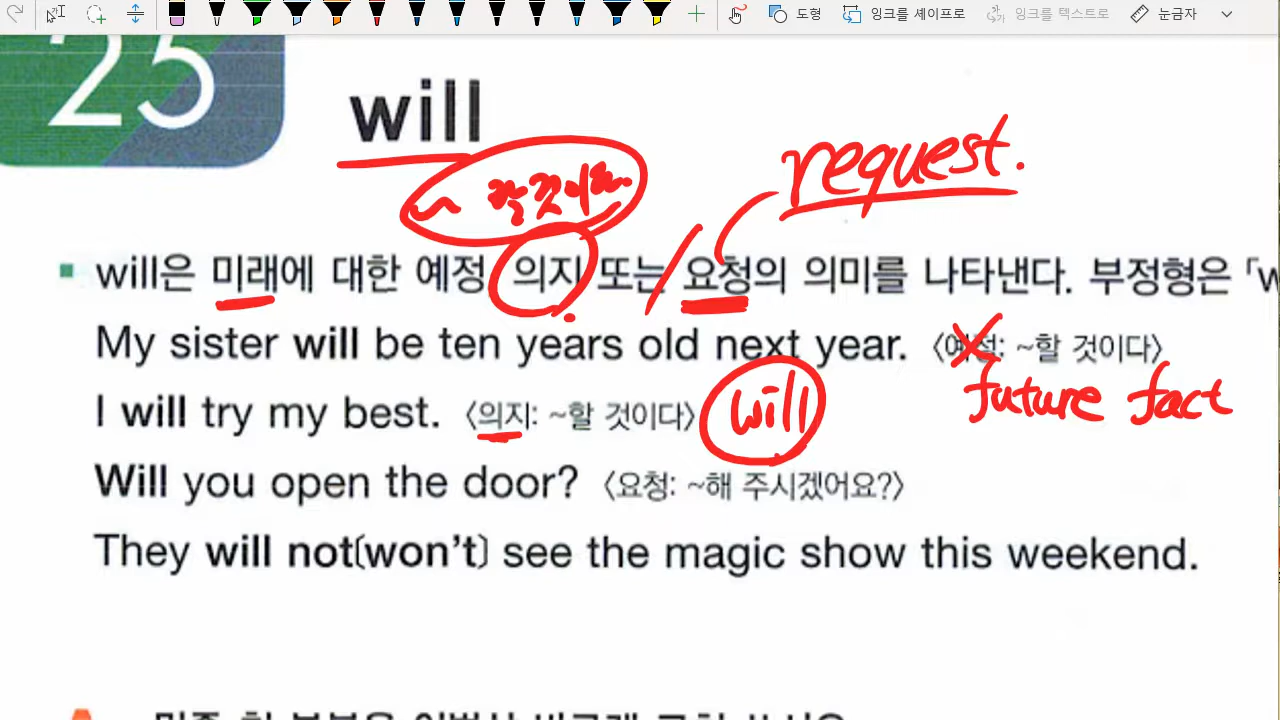 도형 잉크를 셰이프로 잉크를 텍스트로 눈금자
25
will
request.
will은 미래에 대한 예정 의지 또는 요청의 의미를 나타낸다. 부정형은 「w
My sister will be ten years old next year. 〈예정: ~할 것이다〉
future fact
I will try my best. 〈의지: ~할 것이다〉 will
Will you open the door? 〈요청: ~해 주시겠어요?〉
They will not(won't) see the magic show this weekend.